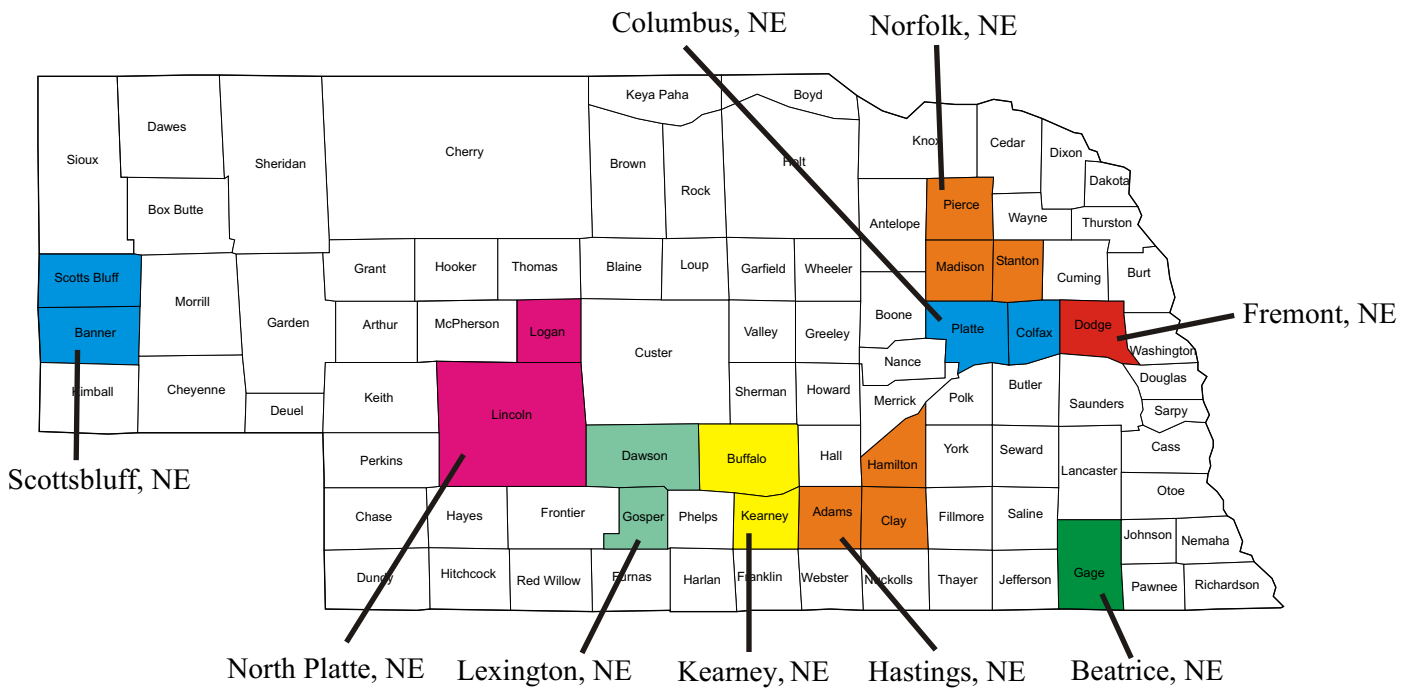 Columbus, NE
Norfolk, NE
Keya Paha
Boyd
Dawes
Sioux
Sheridan
Cherry
Brown
Rock
Holt
Knox
Cedar
Dixon
Dakota
Box Butte
Antelope
Pierce
Wayne
Thurston
Scotts Bluff
Morrill
Grant
Hooker
Thomas
Blaine
Loup
Garfield
Wheeler
Madison
Stanton
Cuming
Burt
Banner
Garden
Arthur
McPherson
Logan
Custer
Valley
Greeley
Boone
Platte
Colfax
Dodge
Fremont, NE
Washington
Nance
Kimball
Cheyenne
Deuel
Keith
Lincoln
Sherman
Howard
Merrick
Polk
Butler
Saunders
Douglas
Sarpy
Scottsbluff, NE
Perkins
Dawson
Buffalo
Hall
Hamilton
York
Seward
Lancaster
Cass
Otoe
Chase
Hayes
Frontier
Gosper
Phelps
Kearney
Adams
Clay
Fillmore
Saline
Johnson
Nemaha
Dundy
Hitchcock
Red Willow
Furnas
Harlan
Franklin
Webster
Nuckolls
Thayer
Jefferson
Gage
Pawnee
Richardson
North Platte, NE
Lexington, NE
Kearney, NE
Hastings, NE
Beatrice, NE